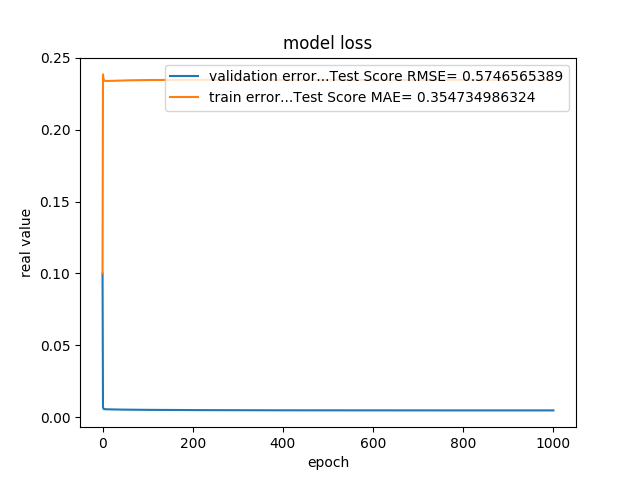 model loss
validation error...Test Score RMSE= 0.5746565389
train error...Test Score MAE= 0.354734986324
0.25
0.20
0.15
0.10
0.05
0.00
real value
0 200 400 600 800 1000
epoch